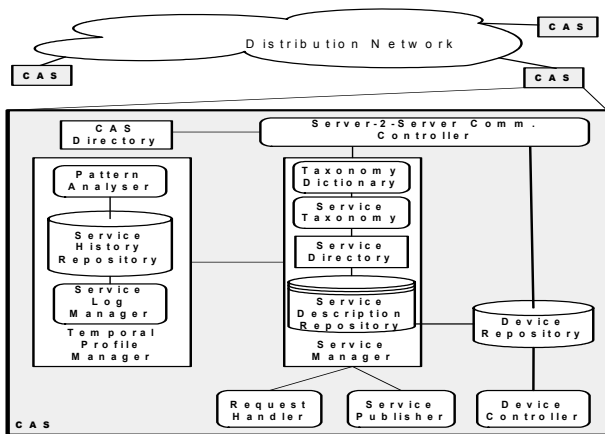 Distribution Network
CAS
CAS
CAS
CAS
Directory
Server-2-Server Comm.
Controller
Pattern
Analyser
Service
History
Repository
Service
Log
Manager
Temporal
Profile
Manager
Taxonomy
Dictionary
Service
Taxonomy
Service
Directory
Service
Description
Repository
Service
Manager
Device
Repository
Request
Handler
Service
Publisher
Device
Controller
CAS